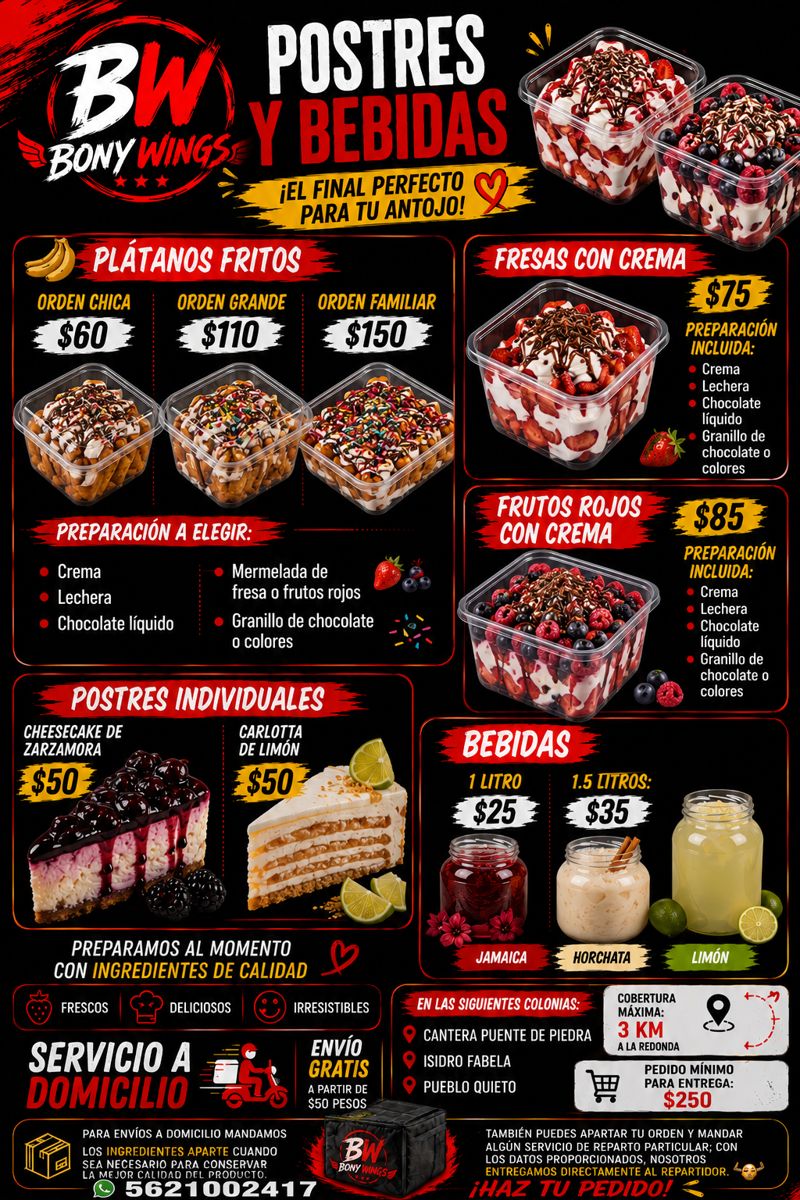 BW
BONY WINGS
POSTRES
Y BEBIDAS
¡EL FINAL PERFECTO
PARA TU ANTOJO!
PLÁTANOS FRITOS
ORDEN CHICA
$60
ORDEN GRANDE
$110
ORDEN FAMILIAR
$150
PREPARACIÓN A ELEGIR:
Crema
Lechera
Chocolate líquido
Mermelada de
fresa o frutos rojos
Granillo de chocolate
o colores
FRESAS CON CREMA
$75
PREPARACIÓN
INCLUIDA:
Crema
Lechera
Chocolate
líquido
Granillo de
chocolate o
colores
FRUTOS ROJOS
CON CREMA
$85
PREPARACIÓN
INCLUIDA:
Crema
Lechera
Chocolate
líquido
Granillo de
chocolate o
colores
POSTRES INDIVIDUALES
CHEESECAKE DE
ZARZAMORA
$50
CARLOTTA
DE LIMÓN
$50
BEBIDAS
1 LITRO
$25
1.5 LITROS:
$35
JAMAICA
HORCHATA
LIMÓN
PREPARAMOS AL MOMENTO
CON INGREDIENTES DE CALIDAD
FRESCOS
DELICIOSOS
IRRESISTIBLES
SERVICIO A
DOMICILIO
ENVÍO
GRATIS
A PARTIR DE
$50 PESOS
EN LAS SIGUIENTES COLONIAS:
CANTERA PUENTE DE PIEDRA
ISIDRO FABELA
PUEBLO QUIETO
COBERTURA
MÁXIMA:
3 KM
A LA REDONDA
PEDIDO MÍNIMO
PARA ENTREGA:
$250
PARA ENVÍOS A DOMICILIO MANDAMOS
LOS INGREDIENTES APARTE CUANDO
SEA NECESARIO PARA CONSERVAR
LA MEJOR CALIDAD DEL PRODUCTO.
5621002417
BW
BONY WINGS
TAMBIÉN PUEDES APARTAR TU ORDEN Y MANDAR
ALGÚN SERVICIO DE REPARTO PARTICULAR; CON
LOS DATOS PROPORCIONADOS, NOSOTROS
ENTREGAMOS DIRECTAMENTE AL REPARTIDOR.
¡HAZ TU PEDIDO!